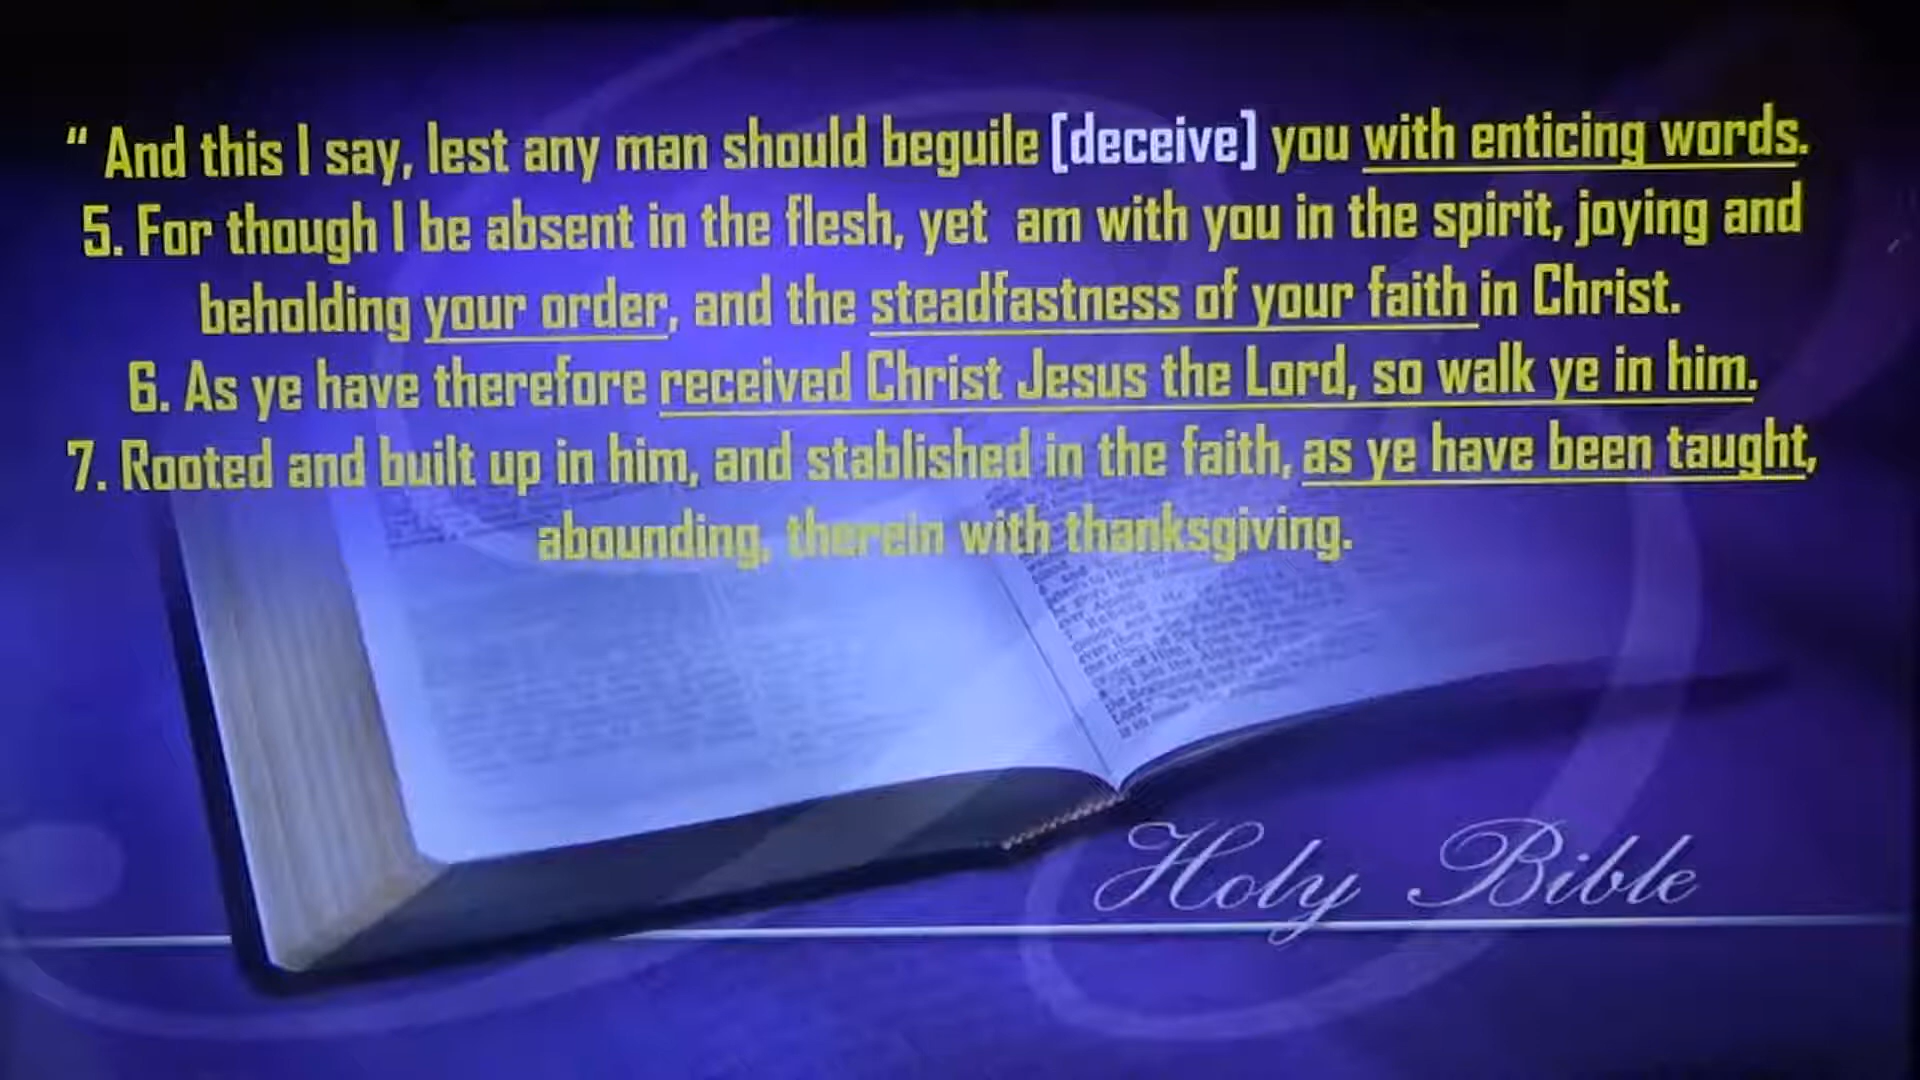 “ And this I say, lest any man should beguile [deceive] you with enticing words.
5. For though I be absent in the flesh, yet am with you in the spirit, joying and
beholding your order, and the steadfastness of your faith in Christ.
6. As ye have therefore received Christ Jesus the Lord, so walk ye in him.
7. Rooted and built up in him, and stablished in the faith, as ye have been taught,
abounding, therein with thanksgiving.
Holy Bible